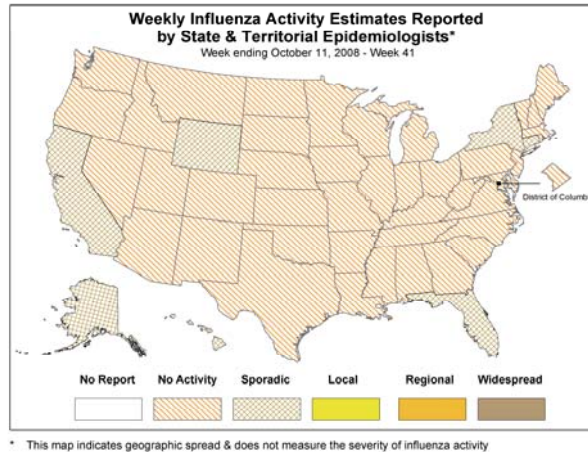 Weekly Influenza Activity Estimates Reported
by State & Territorial Epidemiologists*
Week ending October 11, 2008 - Week 41
District of Columb
No Report No Activity Sporadic Local Regional Widespread
* This map indicates geographic spread & does not measure the severity of influenza activity